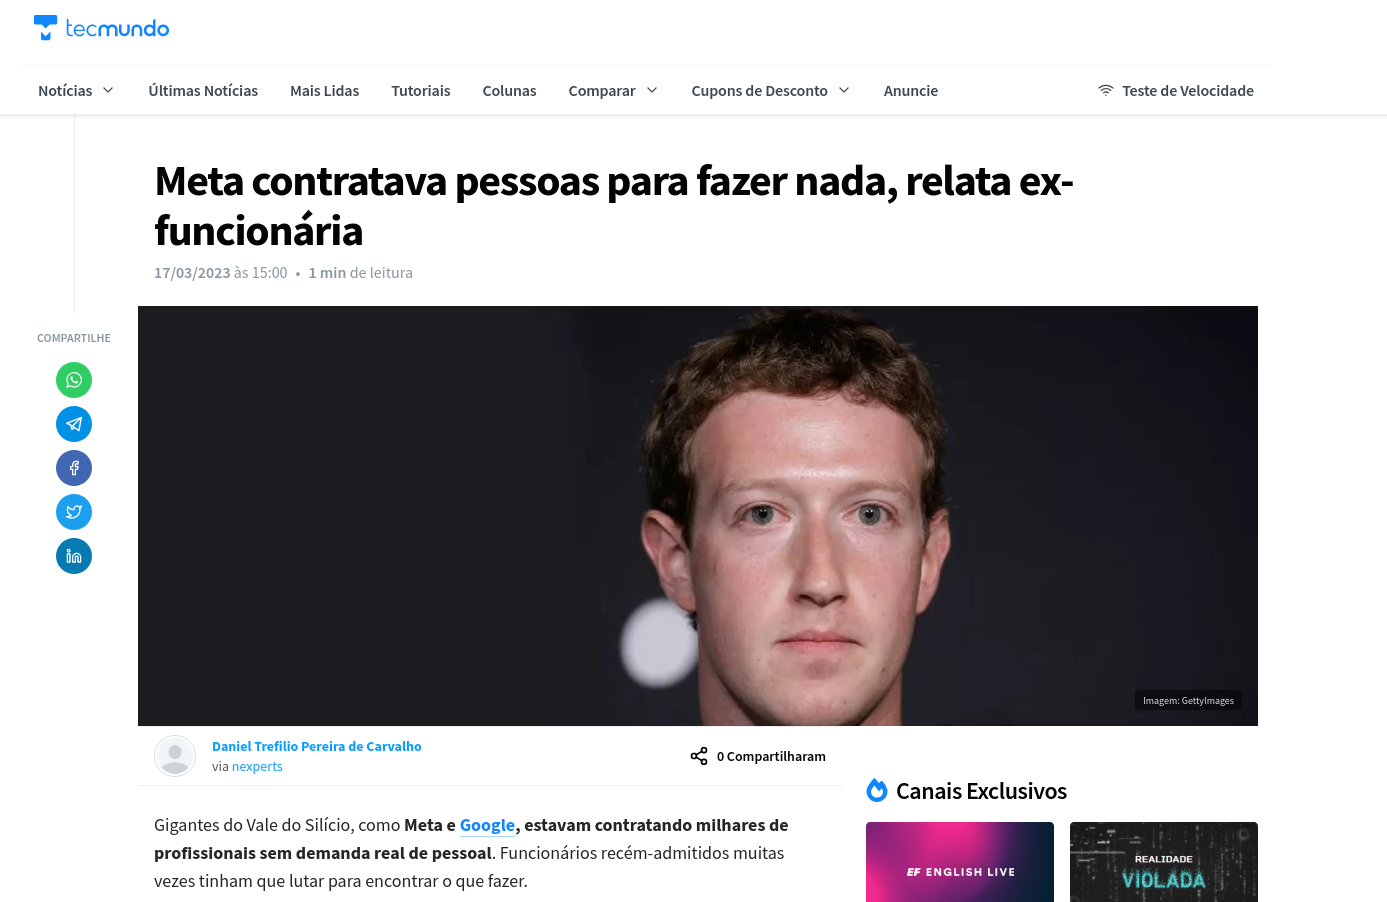 tecmundo
Notícias
Últimas Notícias
Mais Lidas
Tutoriais
Colunas
Comparar
Cupons de Desconto
Anuncie
Teste de Velocidade
Meta contratava pessoas para fazer nada, relata ex-
funcionária
17/03/2023 às 15:00 • 1 min de leitura
COMPARTILHE
Imagem: GettyImages
Daniel Trefilio Pereira de Carvalho
via nexperts
0 Compartilharam
Gigantes do Vale do Silício, como Meta e Google, estavam contratando milhares de
profissionais sem demanda real de pessoal. Funcionários recém-admitidos muitas
vezes tinham que lutar para encontrar o que fazer.
Canais Exclusivos
EF ENGLISH LIVE
REALIDADE
VIOLADA